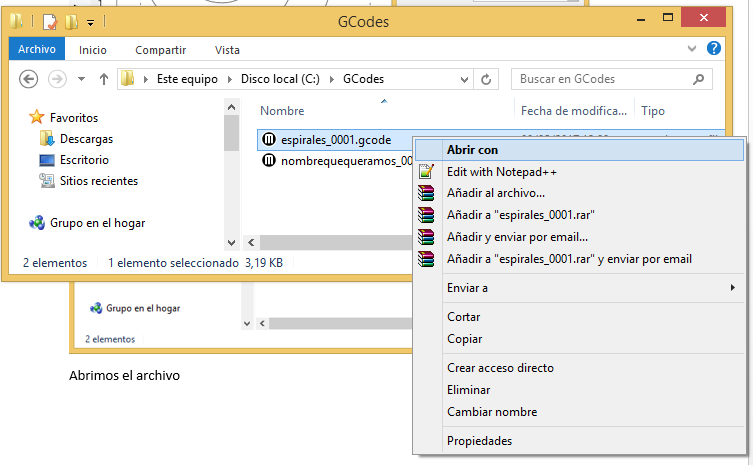 GCodes
Archivo Inicio Compartir Vista
Este equipo Disco local (C:) GCodes
Buscar en GCodes
Favoritos
Descargas
Escritorio
Sitios recientes
Grupo en el hogar
Nombre Fecha de modifica... Tipo
espirales_0001.gcode
nombrequequeramos_00
2 elementos 1 elemento seleccionado 3,19 KB
Abrir con
Edit with Notepad++
Añadir al archivo...
Añadir a "espirales_0001.rar"
Añadir y enviar por email...
Añadir a "espirales_0001.rar" y enviar por email
Enviar a
Cortar
Copiar
Crear acceso directo
Eliminar
Cambiar nombre
Propiedades
Grupo en el hogar
2 elementos
Abrimos el archivo